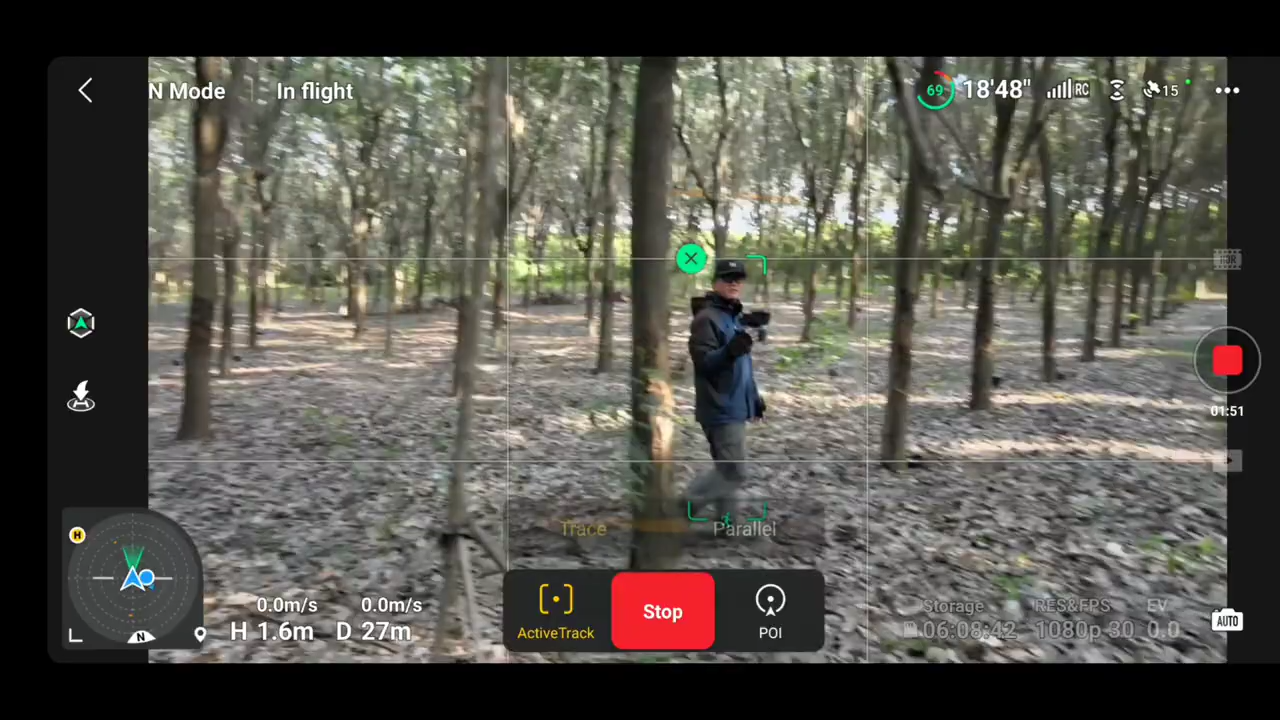 N Mode
In flight
69
18'48"
RC
15
HDR
01:51
Trace
Parallel
H
N
0.0m/s
0.0m/s
H 1.6m
D 27m
ActiveTrack
Stop
POI
Storage
06:08:42
RES&FPS
1080p 30
EV
0.0
AUTO